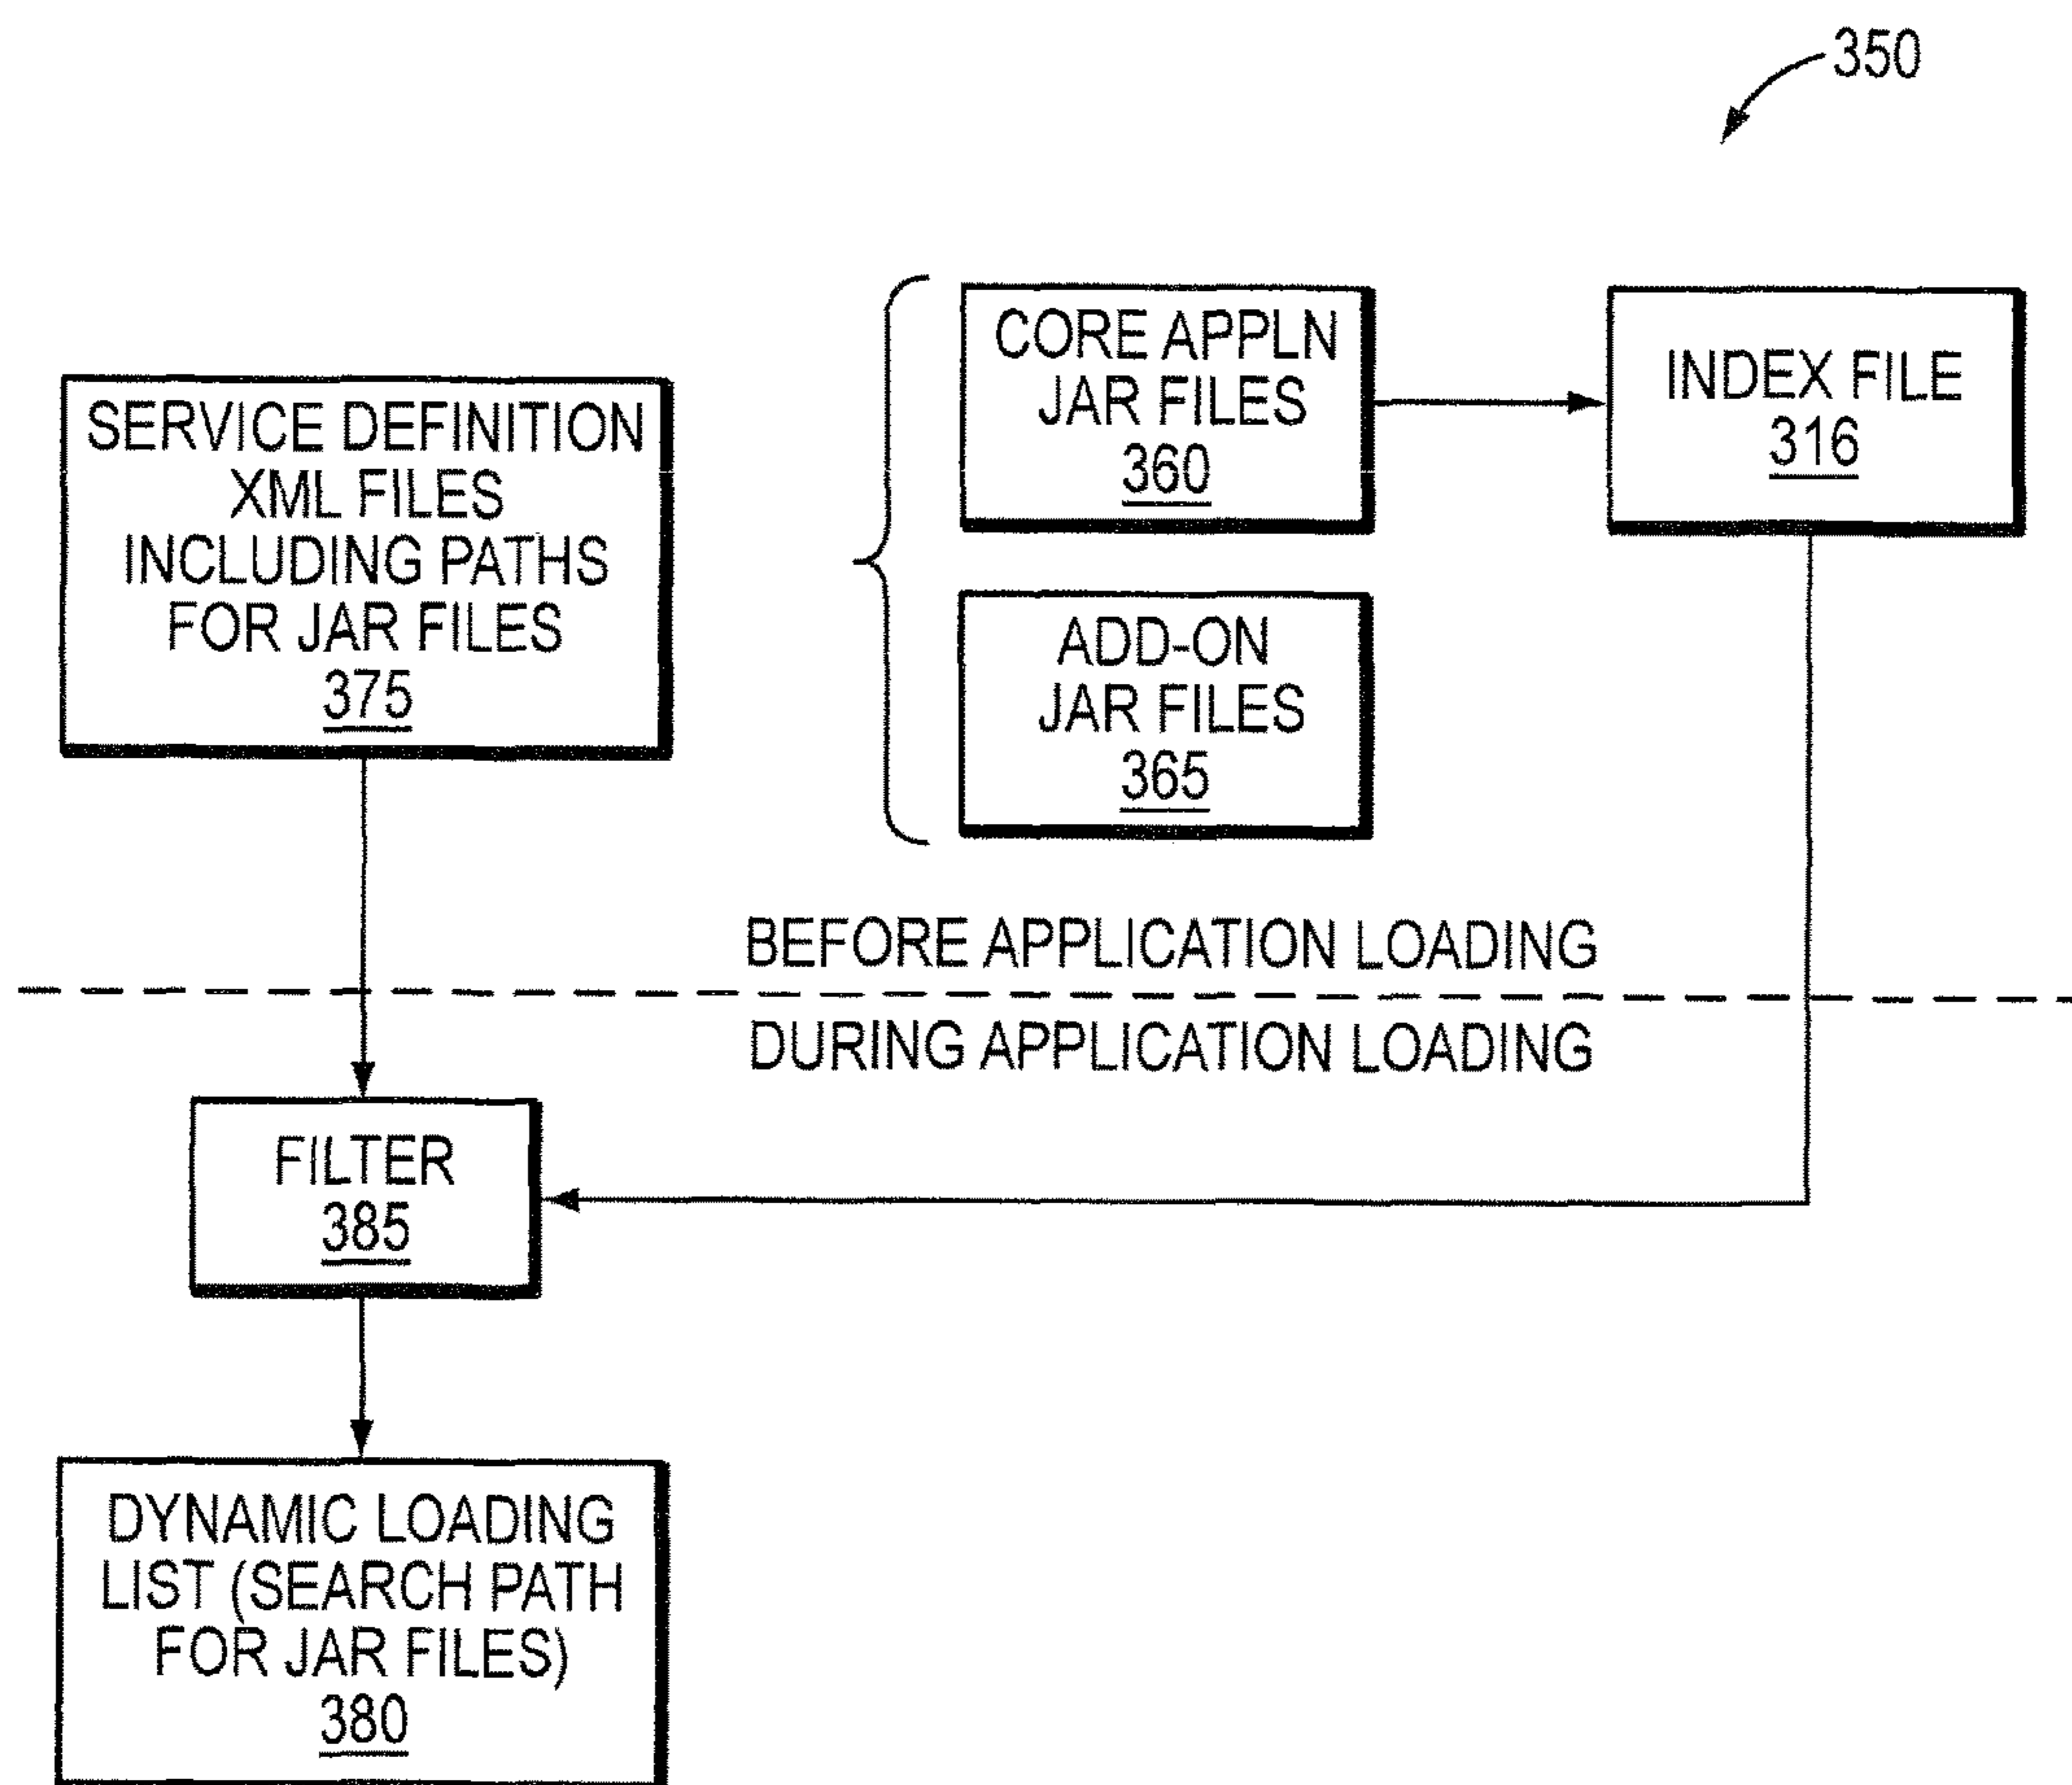 350
SERVICE DEFINITION
XML FILES
INCLUDING PATHS
FOR JAR FILES
375
CORE APPLN
JAR FILES
360
INDEX FILE
316
ADD-ON
JAR FILES
365
BEFORE APPLICATION LOADING
DURING APPLICATION LOADING
FILTER
385
DYNAMIC LOADING
LIST (SEARCH PATH
FOR JAR FILES)
380